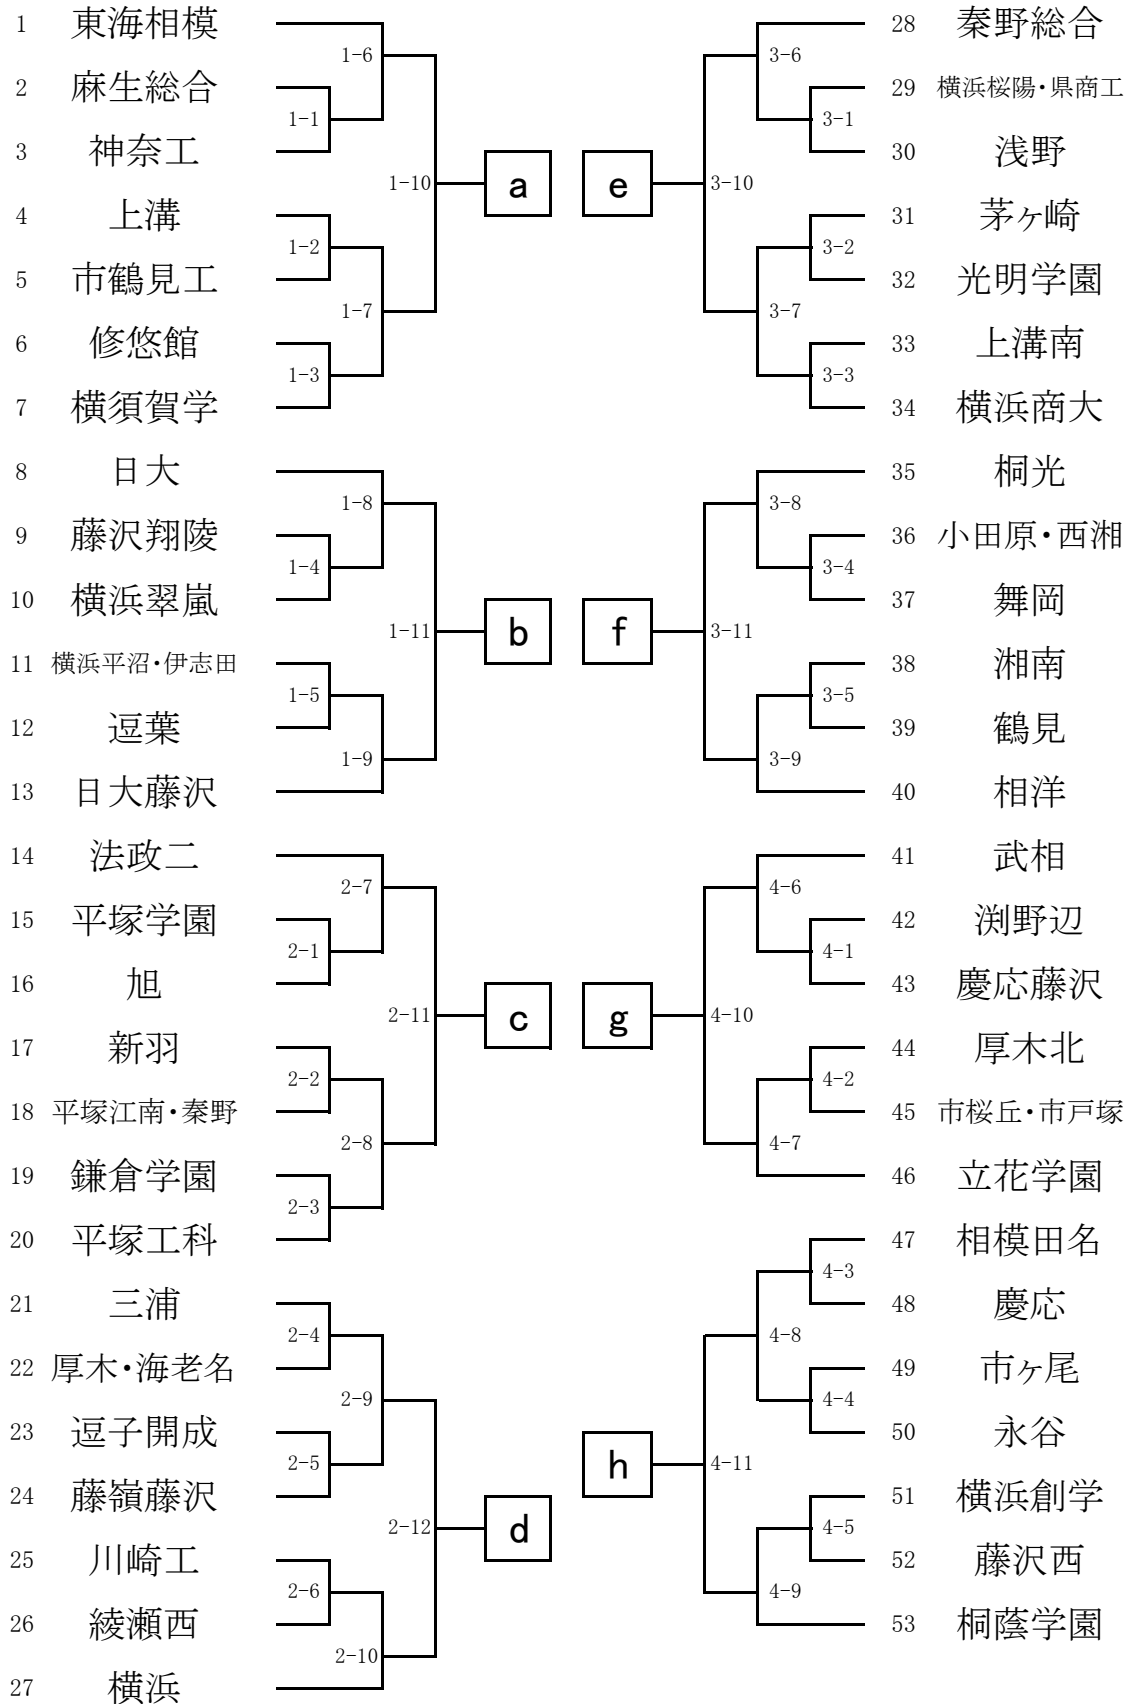 1 東海相模
2 麻生総合
3 神奈工
4 上溝
5 市鶴見工
6 修悠館
7 横須賀学
8 日大
9 藤沢翔陵
10 横浜翠嵐
11 横浜平沼・伊志田
12 逗葉
13 日大藤沢
14 法政二
15 平塚学園
16 旭
17 新羽
18 平塚江南・秦野
19 鎌倉学園
20 平塚工科
21 三浦
22 厚木・海老名
23 逗子開成
24 藤嶺藤沢
25 川崎工
26 綾瀬西
27 横浜
1-6
1-1
1-10
1-2
1-7
1-3
1-8
1-4
1-11
1-5
1-9
2-7
2-1
2-11
2-2
2-8
2-3
2-4
2-9
2-5
2-12
2-6
2-10
a
b
c
d
e
f
g
h
3-6
3-1
3-10
3-2
3-7
3-3
3-8
3-4
3-11
3-5
3-9
4-6
4-1
4-10
4-2
4-7
4-3
4-8
4-4
4-11
4-5
4-9
28 秦野総合
29 横浜桜陽・県商工
30 浅野
31 茅ヶ崎
32 光明学園
33 上溝南
34 横浜商大
35 桐光
36 小田原・西湘
37 舞岡
38 湘南
39 鶴見
40 相洋
41 武相
42 渕野辺
43 慶応藤沢
44 厚木北
45 市桜丘・市戸塚
46 立花学園
47 相模田名
48 慶応
49 市ヶ尾
50 永谷
51 横浜創学
52 藤沢西
53 桐蔭学園